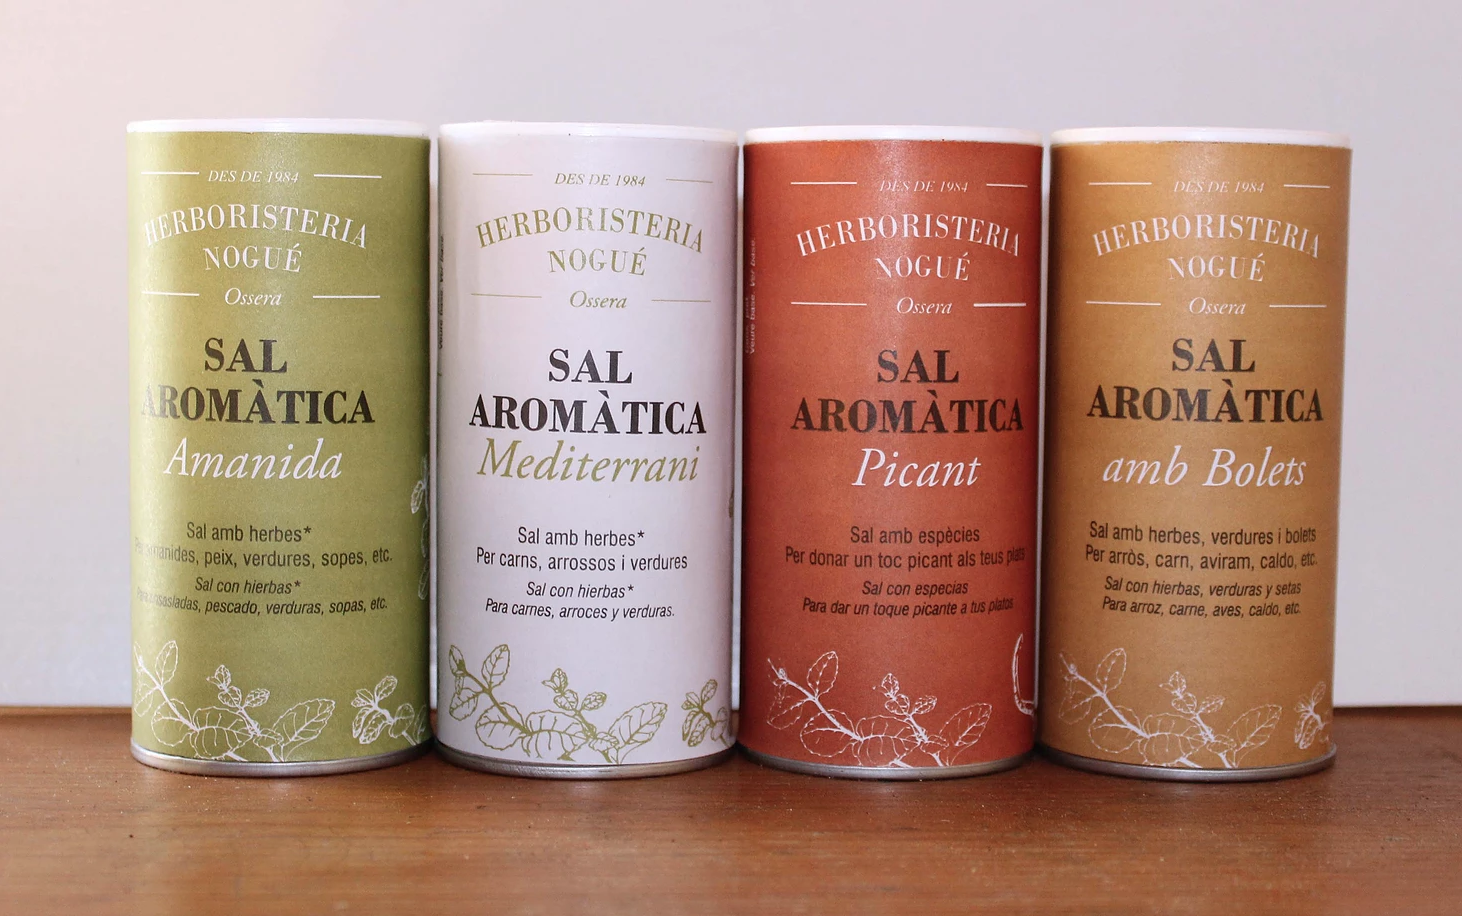 DES DE 1984
HERBORISTERIA
NOGUÉ
Ossera
SAL
AROMÀTICA
Amanida
Sal amb herbes*
peix, verdures, sopes, etc.
Sal con hierbas*
pescado, verduras, sopas, etc.
DES DE 1984
HERBORISTERIA
NOGUÉ
Ossera
SAL
AROMÀTICA
Mediterrani
Sal amb herbes*
Per carns, arrossos i verdures
Sal con hierbas*
Para carnes, arroces y verduras.
DES DE 1984
HERBORISTERIA
NOGUÉ
Ossera
SAL
AROMÀTICA
Picant
Sal amb espècies
Per donar un toc picant als teus plats
Sal con especias
Para dar un toque picante a tus platos
DES DE 1984
HERBORISTERIA
NOGUÉ
Ossera
SAL
AROMÀTICA
amb Bolets
Sal amb herbes, verdures i bolets
Per arròs, carn, aviram, caldo, etc.
Sal con hierbas, verduras y setas
Para arroz, carne, aves, caldo, etc.